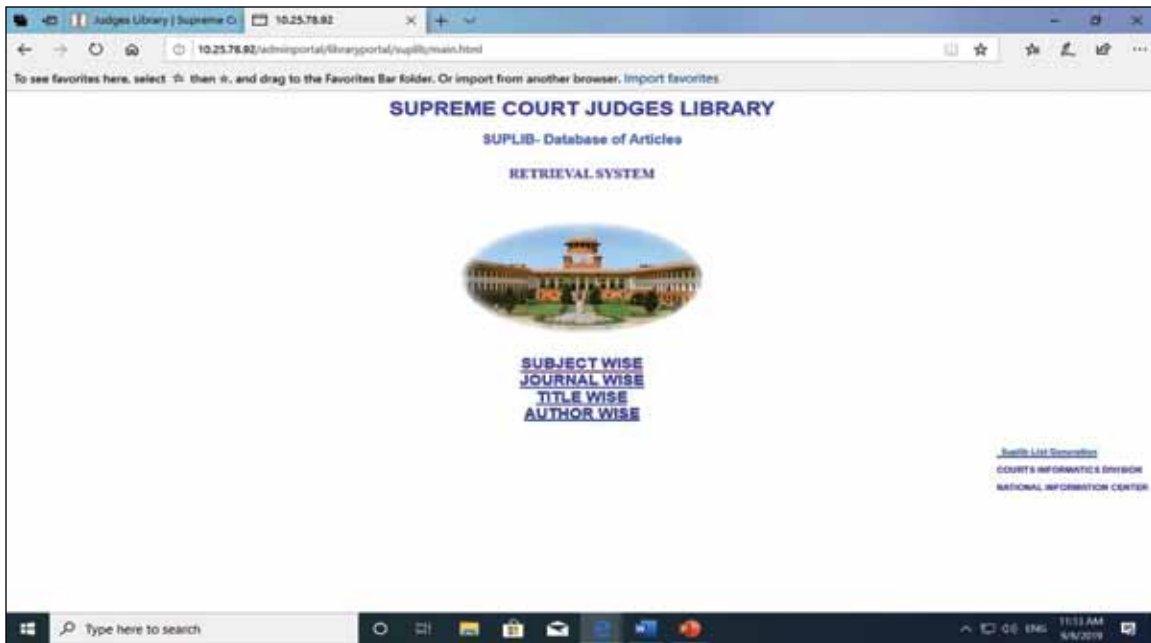 Judges Library | Supreme Co
10.25.78.92
10.25.78.92/adminportal/libraryportal/suplib/main.html
To see favorites here, select ☆ then ☆, and drag to the Favorites Bar folder. Or import from another browser. Import favorites
SUPREME COURT JUDGES LIBRARY
SUPLIB- Database of Articles
RETRIEVAL SYSTEM
SUBJECT WISE
JOURNAL WISE
TITLE WISE
AUTHOR WISE
Suplib List Generation
COURTS INFORMATICS DIVISION
NATIONAL INFORMATION CENTER
Type here to search
ENG
11:13 AM
9/6/2019